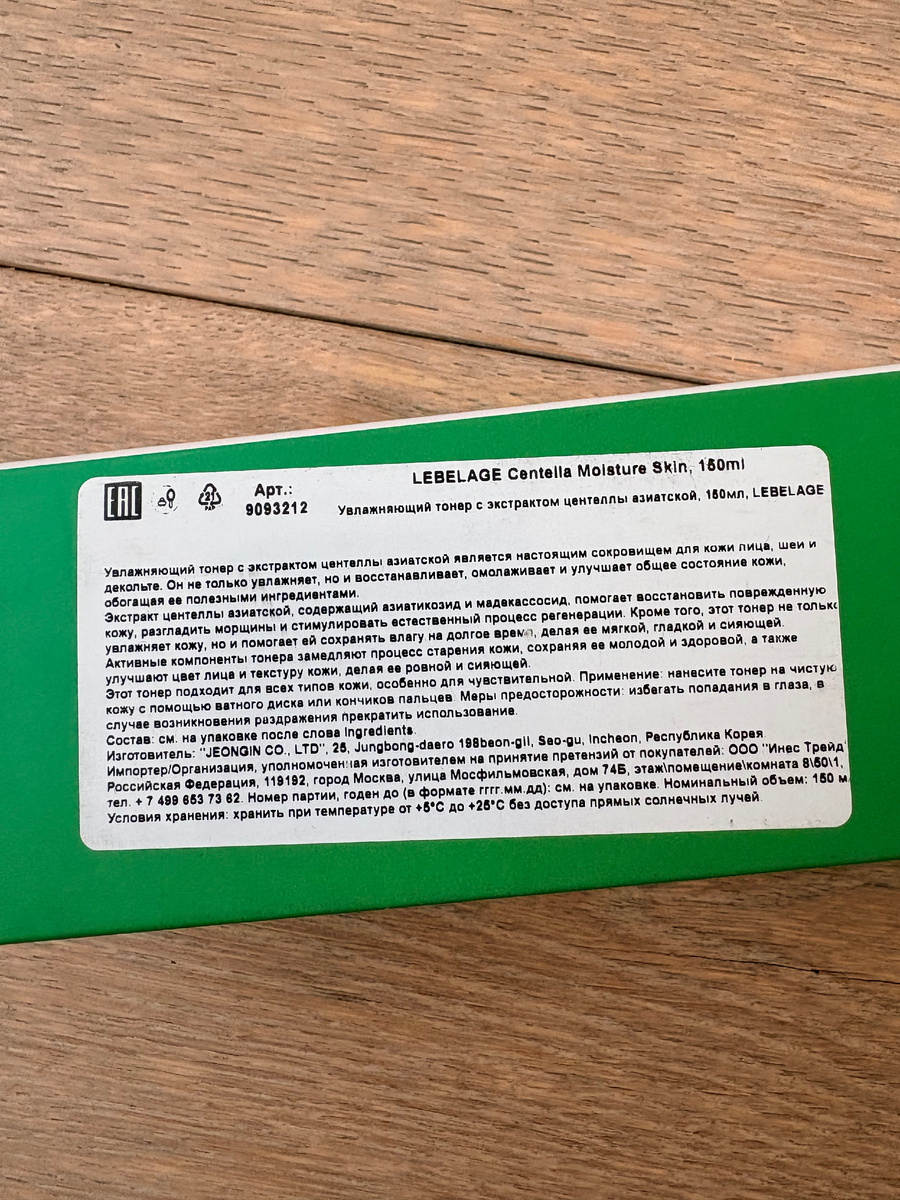 EAC
21
PAP
Арт.:
9093212
LEBELAGE Centella Moisture Skin, 150ml
Увлажняющий тонер с экстрактом центеллы азиатской, 150мл, LEBELAGE
Увлажняющий тонер с экстрактом центеллы азиатской является настоящим сокровищем для кожи лица, шеи и
декольте. Он не только увлажняет, но и восстанавливает, омолаживает и улучшает общее состояние кожи,
обогащая ее полезными ингредиентами.
Экстракт центеллы азиатской, содержащий азиатикозид и мадекассосид, помогает восстановить поврежденную
кожу, разгладить морщины и стимулировать естественный процесс регенерации. Кроме того, этот тонер не только
увлажняет кожу, но и помогает ей сохранять влагу на долгое время, делая ее мягкой, гладкой и сияющей.
Активные компоненты тонера замедляют процесс старения кожи, сохраняя ее молодой и здоровой, а также
улучшают цвет лица и текстуру кожи, делая ее ровной и сияющей.
Этот тонер подходит для всех типов кожи, особенно для чувствительной. Применение: нанесите тонер на чистую
кожу с помощью ватного диска или кончиков пальцев. Меры предосторожности: избегать попадания в глаза, в
случае возникновения раздражения прекратить использование.
Состав: см. на упаковке после слова Ingredients.
Изготовитель: "JEONGIN CO., LTD", 25, Jungbong-daero 198beon-gil, Seo-gu, Incheon, Республика Корея.
Импортер/Организация, уполномоченная изготовителем на принятие претензий от покупателей: ООО "Инес Трейд"
Российская Федерация, 119192, город Москва, улица Мосфильмовская, дом 74Б, этаж\помещение\комната 8\50\1,
тел. + 7 499 653 73 62. Номер партии, годен до (в формате гггг.мм.дд): см. на упаковке. Номинальный объем: 150 м
Условия хранения: хранить при температуре от +5°C до +25°C без доступа прямых солнечных лучей.